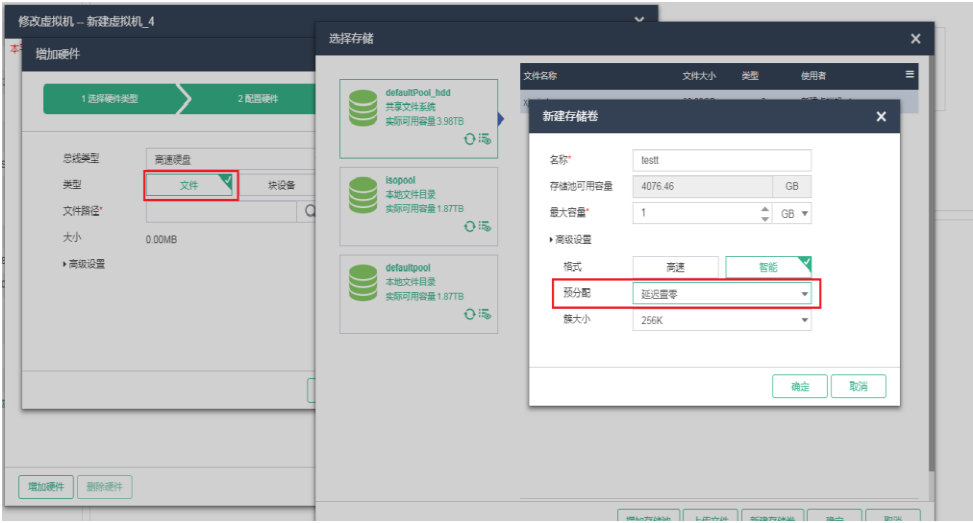 修改虚拟机 -- 新建虚拟机_4
增加硬件
1 选择硬件类型
2 配置硬件
总线类型
高速硬盘
类型
文件
块设备
文件路径*
大小
0.00MB
高级设置
增加硬件
删除硬件
选择存储
defaultPool_hdd
共享文件系统
实际可用容量3.98TB
isopool
本地文件目录
实际可用容量1.87TB
defaultpool
本地文件目录
实际可用容量1.87TB
文件名称 文件大小 类型 使用者
新建存储卷
名称* testt
存储池可用容量 4076.46 GB
最大容量* 1 GB
高级设置
格式 高速 智能
预分配 延迟置零
簇大小 256K
确定 取消
增加存储池 上传文件 新建存储卷 确定 取消